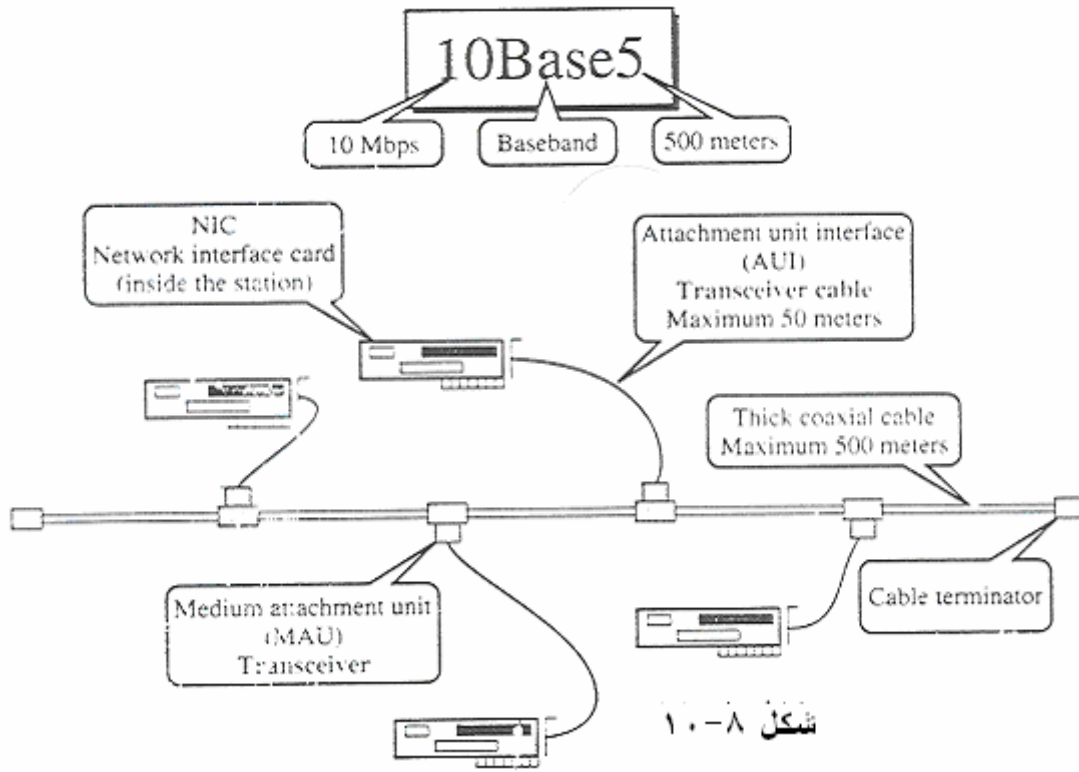 10Base5
10 Mbps
Baseband
500 meters
NIC
Network interface card
(inside the station)
Attachment unit interface
(AUI)
Transceiver cable
Maximum 50 meters
Thick coaxial cable
Maximum 500 meters
Medium attachment unit
(MAU)
Transceiver
Cable terminator
شكل ٨-١٠